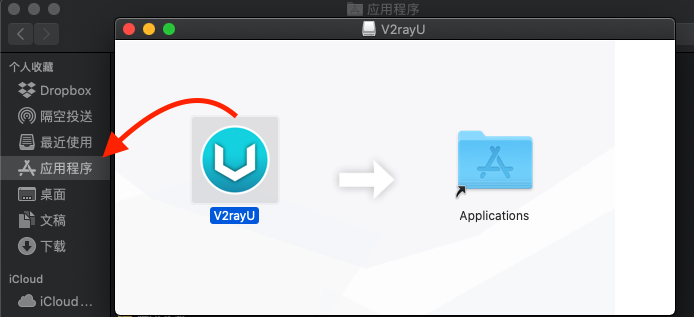 应用程序
V2rayU
个人收藏
Dropbox
隔空投送
最近使用
应用程序
桌面
文稿
下载
iCloud
iCloud...
V2rayU
Applications